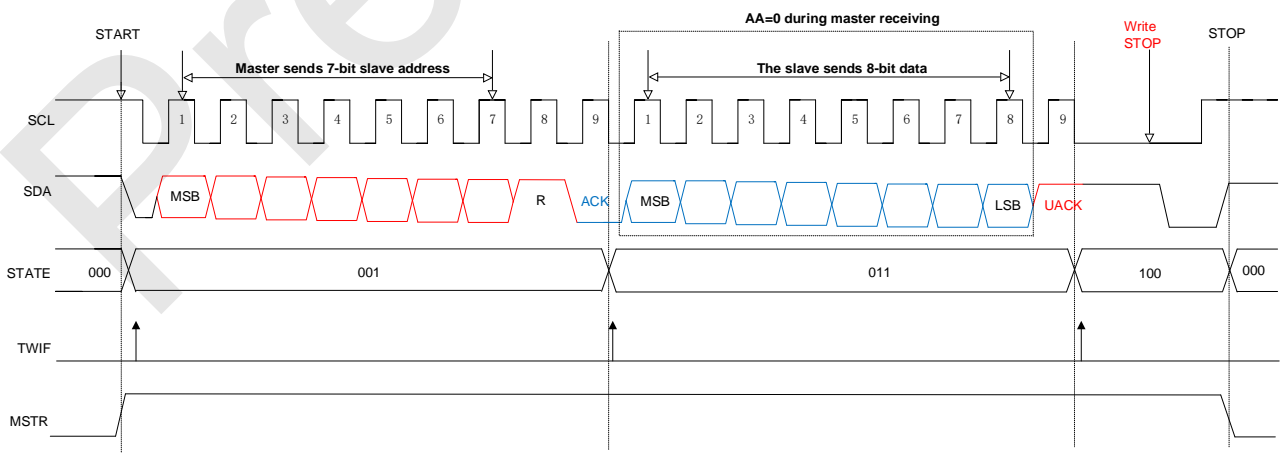 AA=0 during master receiving
START
Write
STOP
STOP
Master sends 7-bit slave address
The slave sends 8-bit data
SCL
1 2 3 4 5 6 7 8 9 1 2 3 4 5 6 7 8 9
SDA
MSB R ACK MSB LSB UACK
STATE 000 001 011 100 000
TWIF
MSTR
Pre